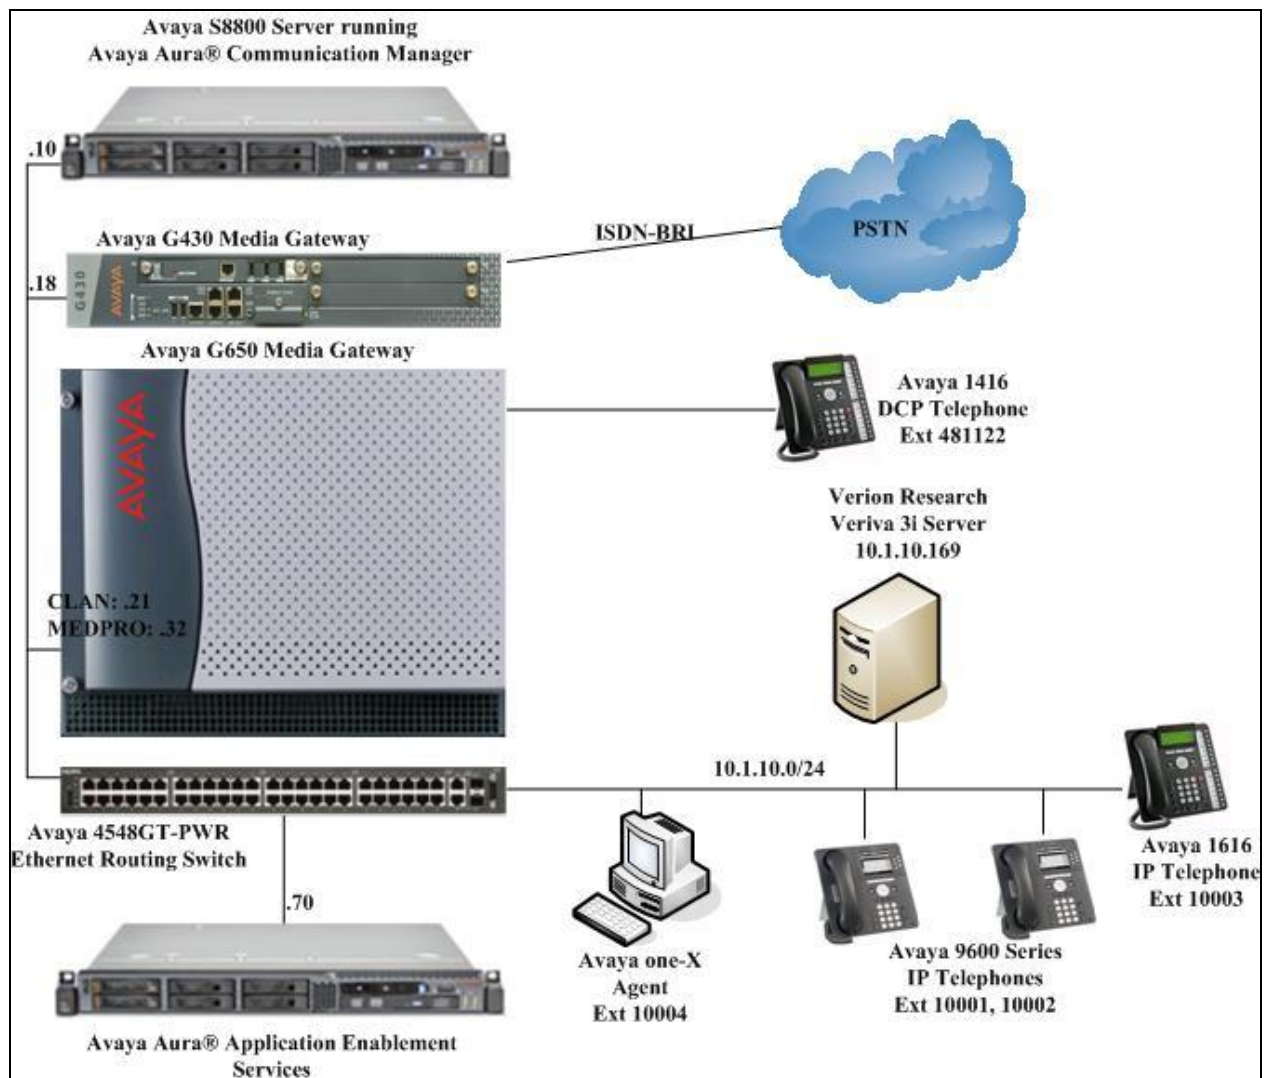 Avaya S8800 Server running
Avaya Aura® Communication Manager
.10
Avaya G430 Media Gateway
ISDN-BRI
PSTN
.18
G430
AVAYA
Avaya G650 Media Gateway
AVAYA
Avaya 1416
DCP Telephone
Ext 481122
Verion Research
Veriva 3i Server
10.1.10.169
CLAN: .21
MEDPRO: .32
10.1.10.0/24
Avaya 4548GT-PWR
Ethernet Routing Switch
Avaya 1616
IP Telephone
Ext 10003
.70
Avaya one-X
Agent
Ext 10004
Avaya 9600 Series
IP Telephones
Ext 10001, 10002
Avaya Aura® Application Enablement
Services